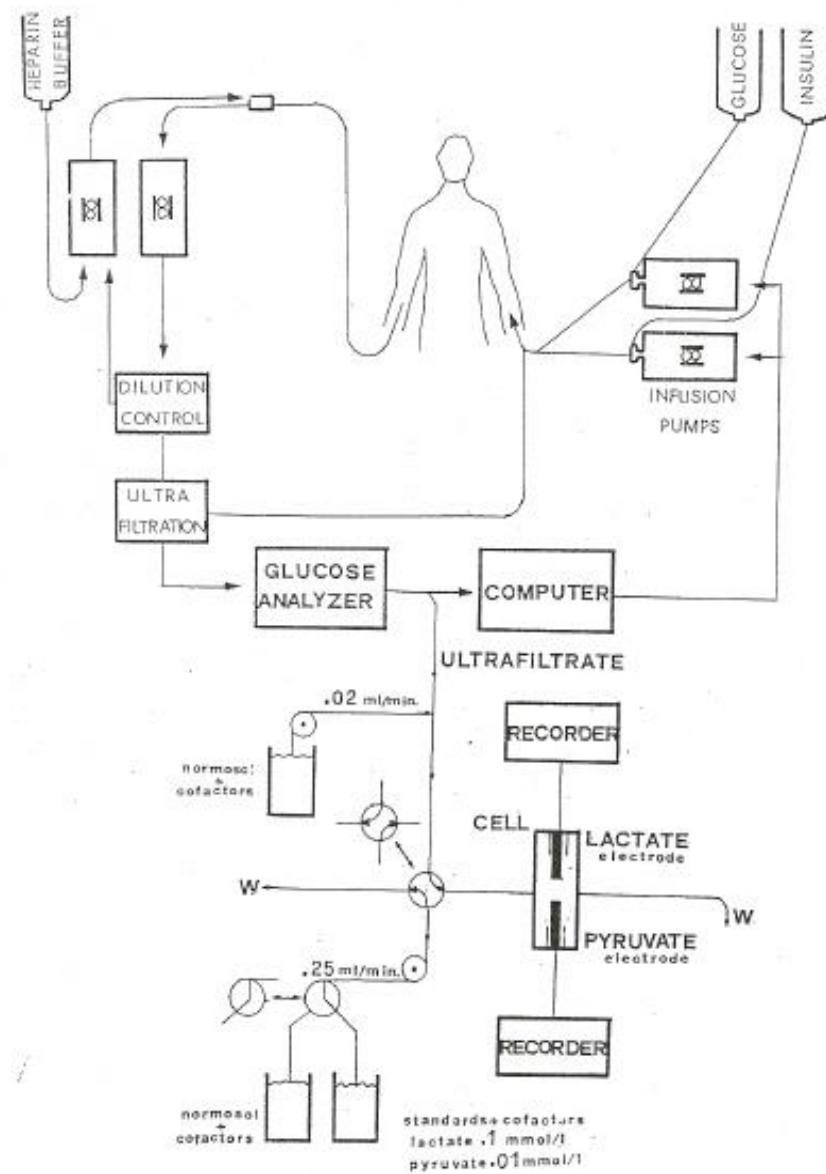 HEPARIN
BUFFER
GLUCOSE
INSULIN
DILUTION
CONTROL
INFUSION
PUMPS
ULTRA
FILTRATION
GLUCOSE
ANALYZER
COMPUTER
ULTRAFILTRATE
.02 ml/min.
RECORDER
normosol
+
cofactors
CELL
LACTATE
electrode
W
W
PYRUVATE
electrode
.25 ml/min.
RECORDER
normosol
+
cofactors
standards+cofactors
lactate .1 mmol/l
pyruvate .01 mmol/l